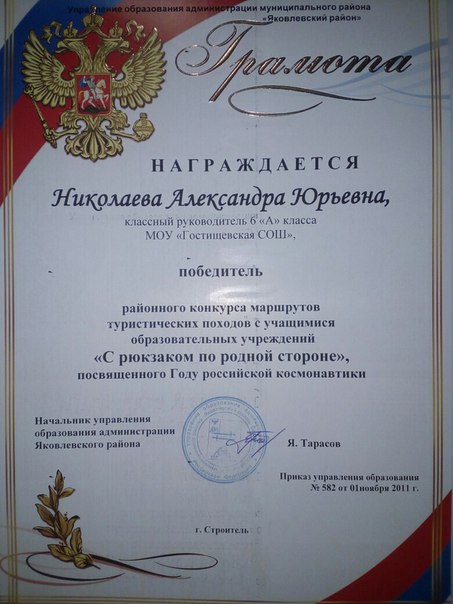 Управление образования администрации муниципального района
«Яковлевский район»
Грамота
НАГРАЖДАЕТСЯ
Николаева Александра Юрьевна,
классный руководитель 6 «А» класса
МОУ «Гостищевская СОШ»,
победитель
районного конкурса маршрутов
туристических походов с учащимися
образовательных учреждений
«С рюкзаком по родной стороне»,
посвященного Году российской космонавтики
Начальник управления
образования администрации
Яковлевского района
Я. Тарасов
Приказ управления образования
№ 582 от 01ноября 2011 г.
г. Строитель